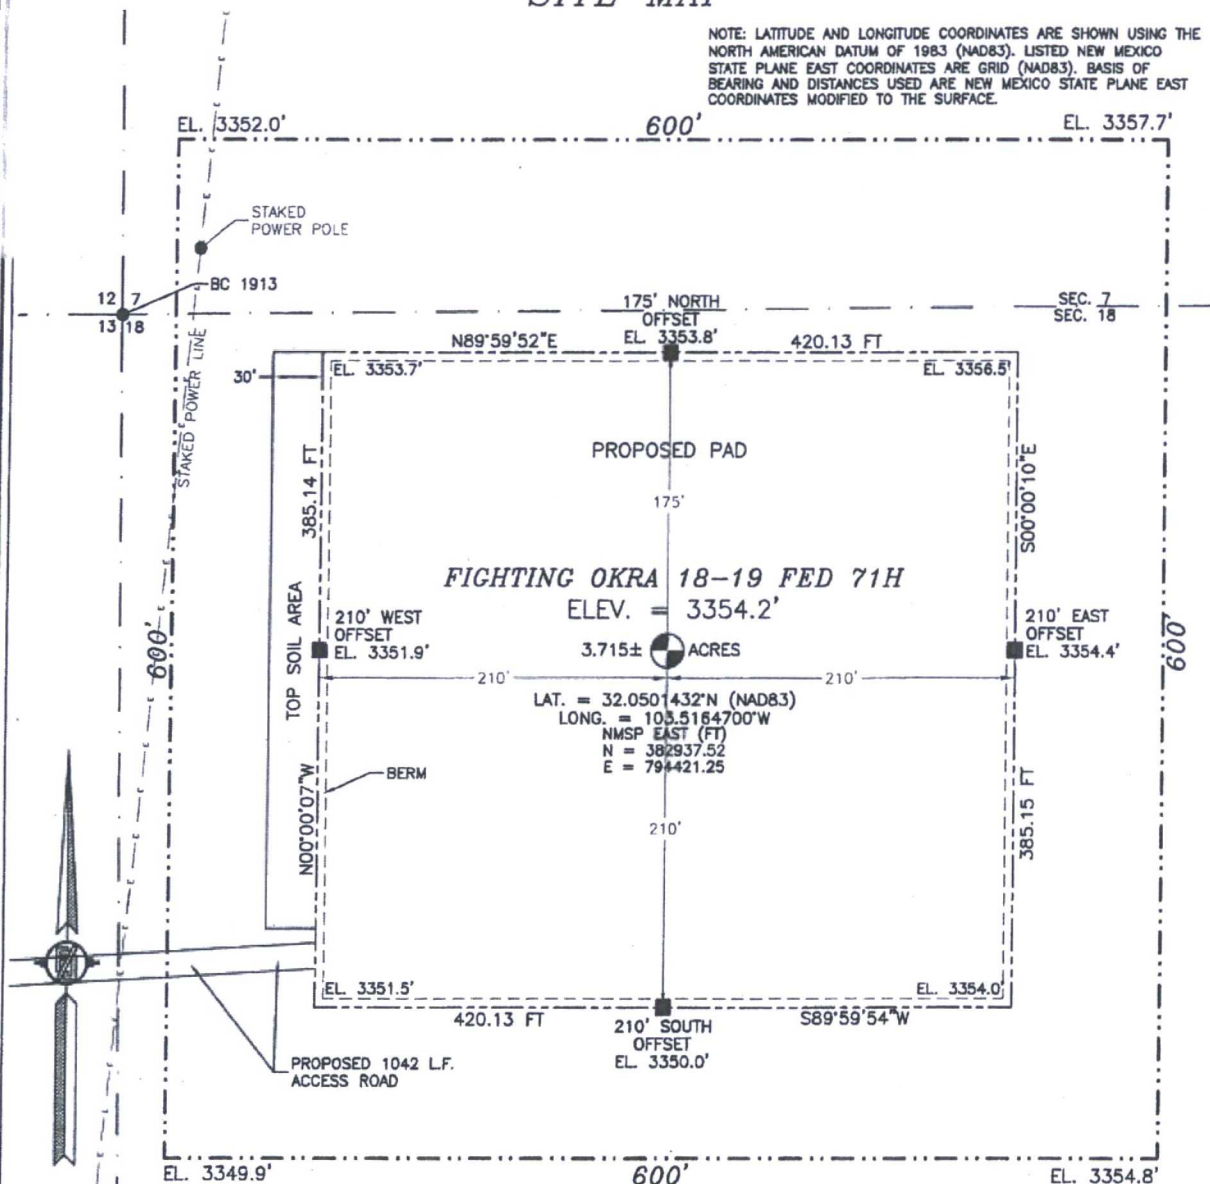 SITE MAP
NOTE: LATITUDE AND LONGITUDE COORDINATES ARE SHOWN USING THE
NORTH AMERICAN DATUM OF 1983 (NAD83). LISTED NEW MEXICO
STATE PLANE EAST COORDINATES ARE GRID (NAD83). BASIS OF
BEARING AND DISTANCES USED ARE NEW MEXICO STATE PLANE EAST
COORDINATES MODIFIED TO THE SURFACE.
EL. 3352.0'
600'
EL. 3357.7'
STAKED
POWER POLE
BC 1913
12 7
13 18
175' NORTH
OFFSET
EL. 3353.8'
SEC. 7
SEC. 18
N89°59'52"E
420.13 FT
30'
EL. 3353.7'
EL. 3356.5'
STAKED POWER LINE
PROPOSED PAD
385.14 FT
175'
S00°00'10"E
FIGHTING OKRA 18-19 FED 71H
ELEV. = 3354.2'
TOP SOIL AREA
210' WEST
OFFSET
EL. 3351.9'
3.715± ACRES
210' EAST
OFFSET
EL. 3354.4'
600'
600'
210'
210'
LAT. = 32.0501432°N (NAD83)
LONG. = 103.5164700°W
NMSP EAST (FT)
N = 382937.52
E = 794421.25
BERM
N00°00'07"W
385.15 FT
210'
EL. 3351.5'
EL. 3354.0'
420.13 FT
S89°59'54"W
210' SOUTH
OFFSET
EL. 3350.0'
PROPOSED 1042 L.F.
ACCESS ROAD
EL. 3349.9'
600'
EL. 3354.8'